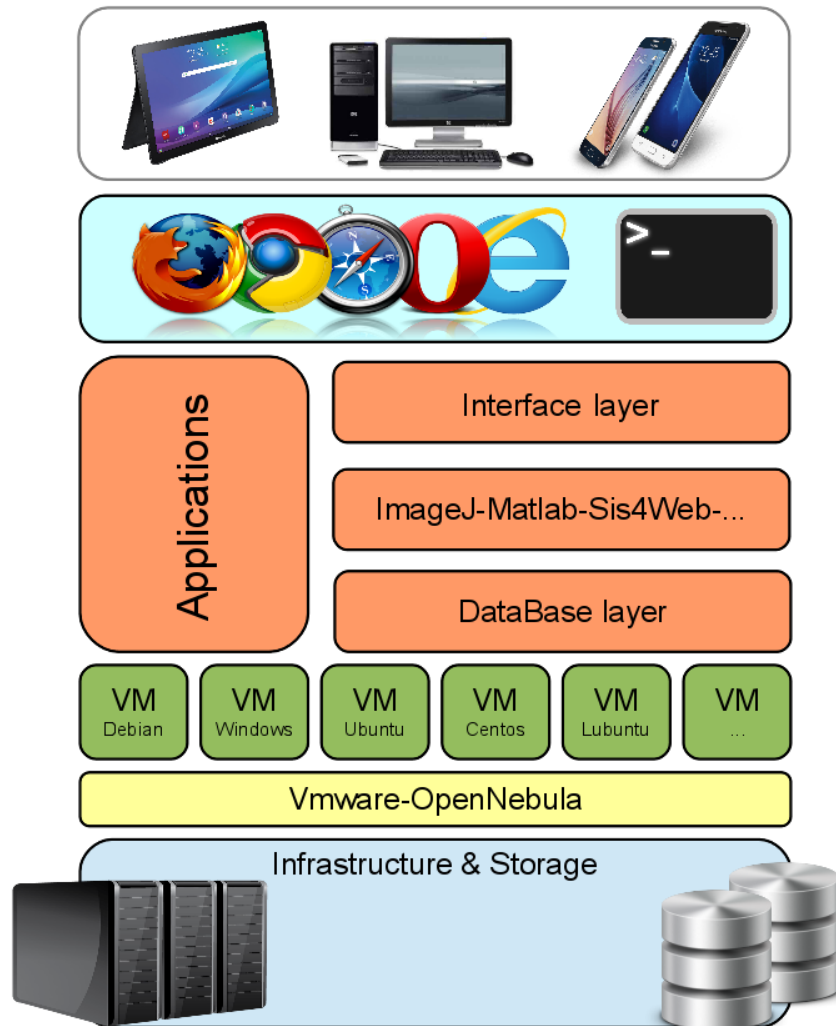 >_
Applications
Interface layer
ImageJ-Matlab-Sis4Web-...
DataBase layer
VM
Debian
VM
Windows
VM
Ubuntu
VM
Centos
VM
Lubuntu
VM
...
Vmware-OpenNebula
Infrastructure & Storage